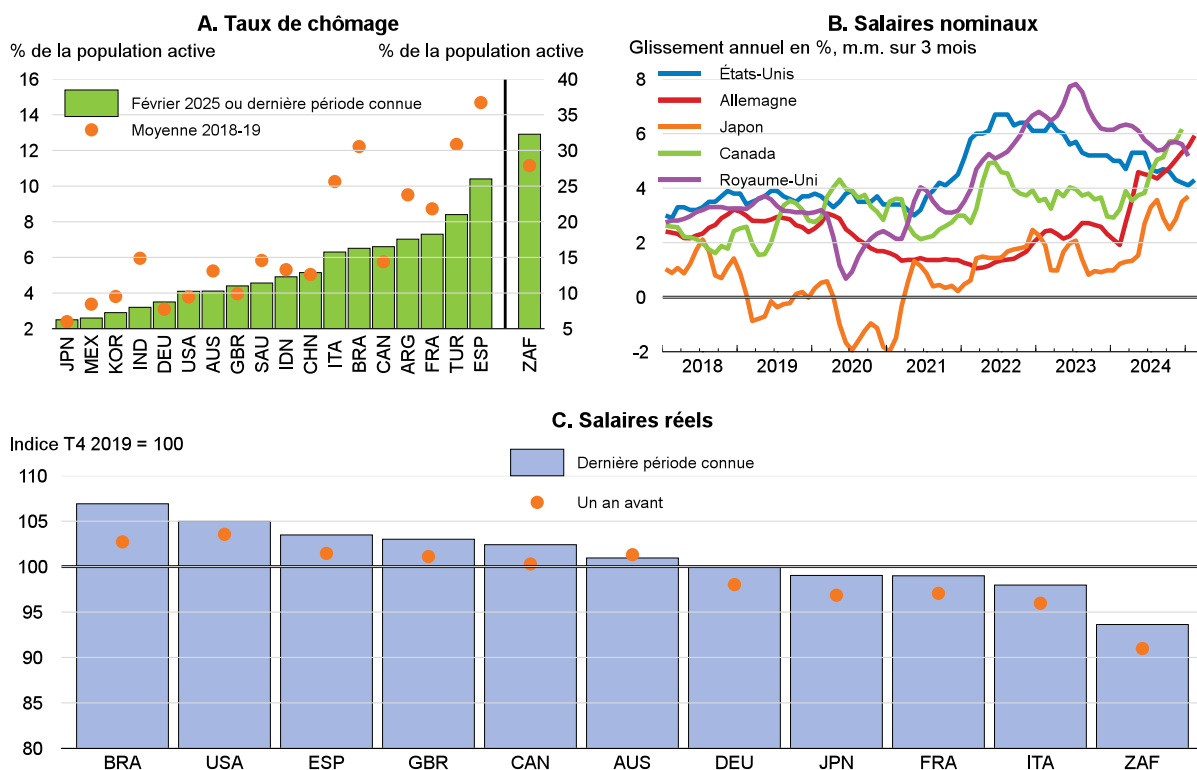 A. Taux de chômage
% de la population active
% de la population active
16
14
12
10
8
6
4
2
40
35
30
25
20
15
10
5
Février 2025 ou dernière période connue
Moyenne 2018-19
JPN
MEX
KOR
IND
DEU
USA
AUS
GBR
SAU
IDN
CHN
ITA
BRA
CAN
ARG
FRA
TUR
ESP
ZAF
B. Salaires nominaux
Glissement annuel en %, m.m. sur 3 mois
8
6
4
2
0
-2
États-Unis
Allemagne
Japon
Canada
Royaume-Uni
2018 2019 2020 2021 2022 2023 2024
C. Salaires réels
Indice T4 2019 = 100
Dernière période connue
Un an avant
110
105
100
95
90
85
80
BRA USA ESP GBR CAN AUS DEU JPN FRA ITA ZAF